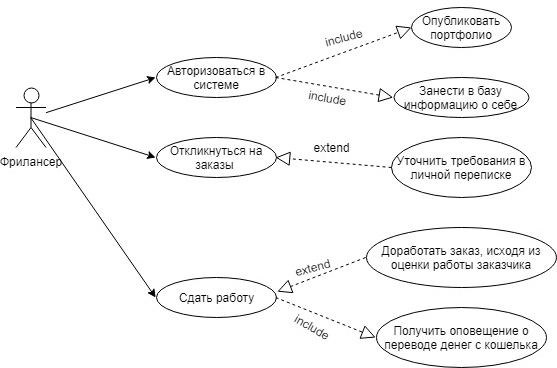 Опубликовать
портфолио
include
Авторизоваться в
системе
include
Занести в базу
информацию о себе
Фрилансер
Откликнуться на
заказы
extend
Уточнить требования в
личной переписке
Доработать заказ, исходя из
оценки работы заказчика
extend
Сдать работу
include
Получить оповещение о
переводе денег с кошелька